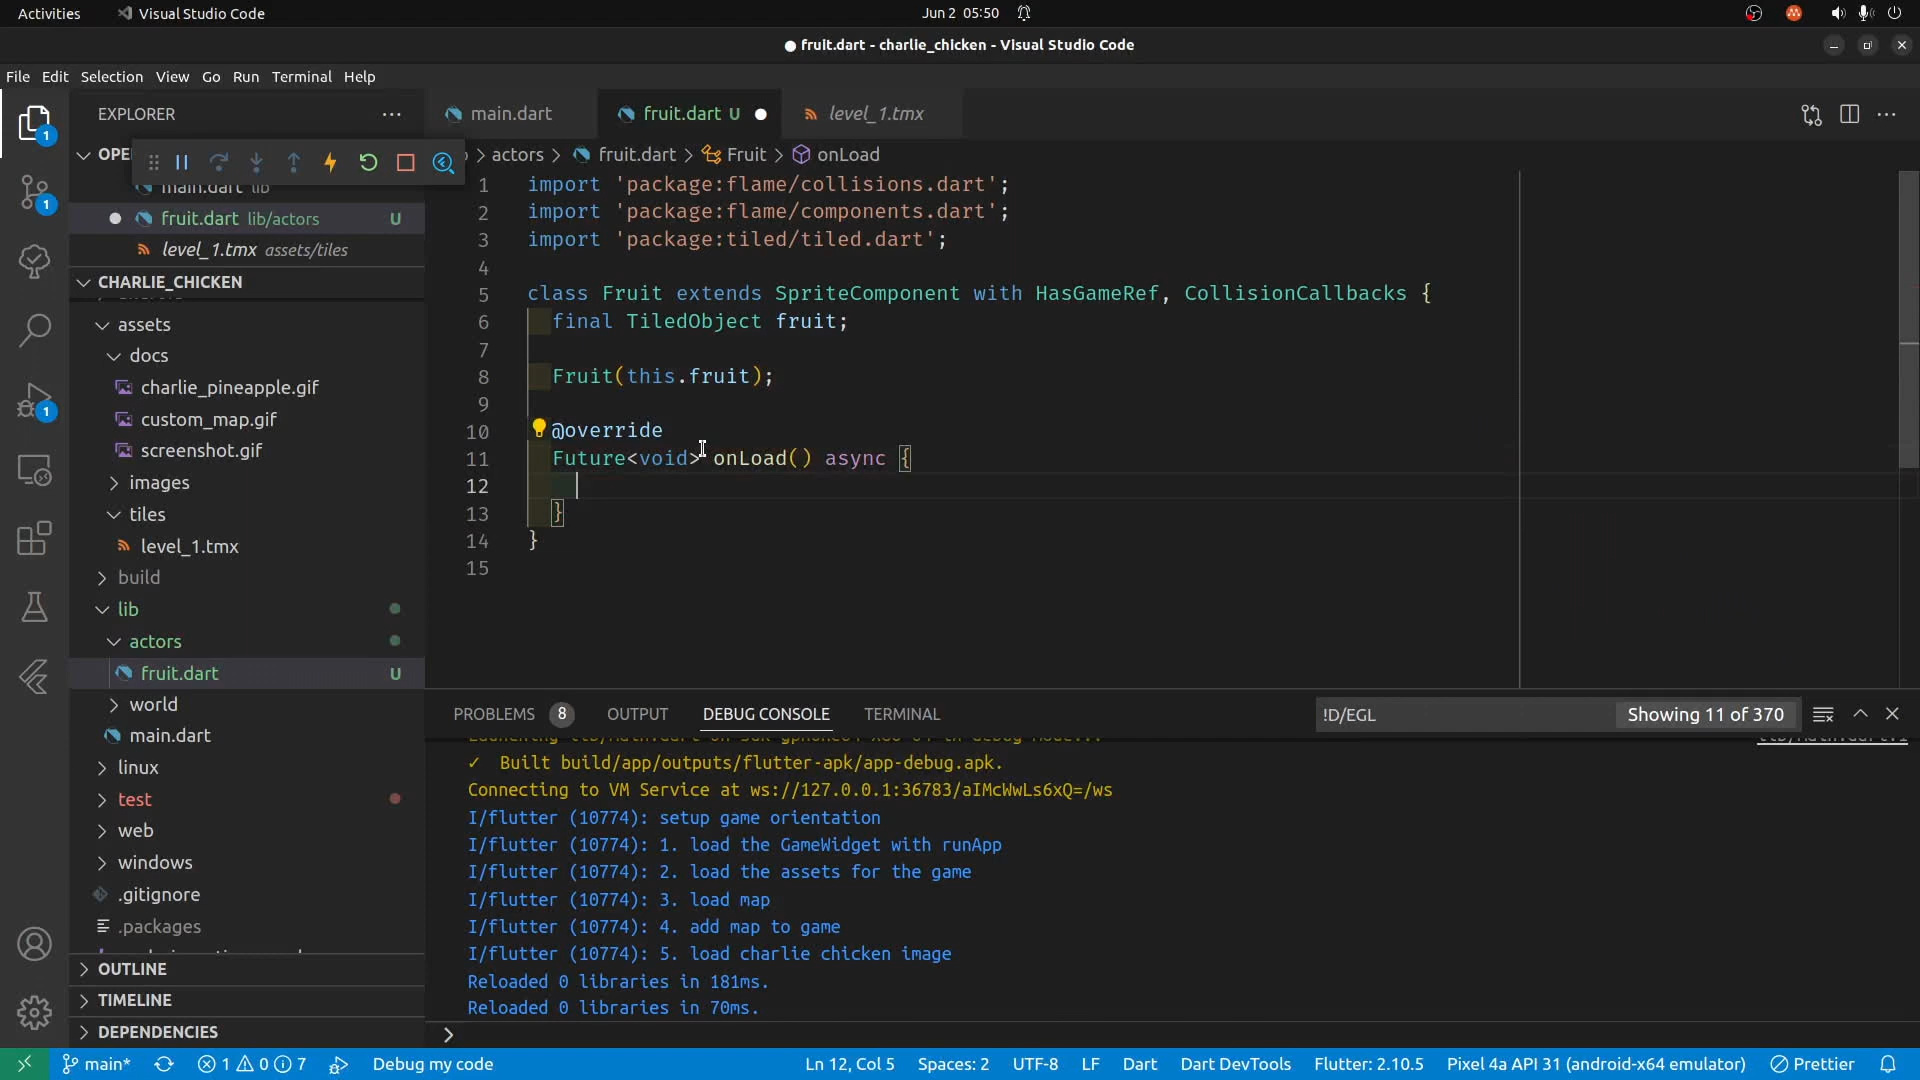 Activities Visual Studio Code Jun 2 05:50
fruit.dart - charlie_chicken - Visual Studio Code
File Edit Selection View Go Run Terminal Help
EXPLORER
main.dart fruit.dart U level_1.tmx
OPE
actors > fruit.dart > Fruit > onLoad
main.dart lib
fruit.dart lib/actors U
level_1.tmx assets/tiles
CHARLIE_CHICKEN
assets
docs
charlie_pineapple.gif
custom_map.gif
screenshot.gif
images
tiles
level_1.tmx
build
lib
actors
fruit.dart U
world
main.dart
linux
test
web
windows
.gitignore
.packages
OUTLINE
TIMELINE
DEPENDENCIES
1
1
1
1 import 'package:flame/collisions.dart';
2 import 'package:flame/components.dart';
3 import 'package:tiled/tiled.dart';
4
5 class Fruit extends SpriteComponent with HasGameRef, CollisionCallbacks {
6 final TiledObject fruit;
7
8 Fruit(this.fruit);
9
10 @override
11 Future<void> onLoad() async {
12
13 }
14 }
15
PROBLEMS 8 OUTPUT DEBUG CONSOLE TERMINAL !D/EGL Showing 11 of 370
✓ Built build/app/outputs/flutter-apk/app-debug.apk.
Connecting to VM Service at ws://127.0.0.1:36783/aIMcWwLs6xQ=/ws
I/flutter (10774): setup game orientation
I/flutter (10774): 1. load the GameWidget with runApp
I/flutter (10774): 2. load the assets for the game
I/flutter (10774): 3. load map
I/flutter (10774): 4. add map to game
I/flutter (10774): 5. load charlie chicken image
Reloaded 0 libraries in 181ms.
Reloaded 0 libraries in 70ms.
main* 1 0 7 Debug my code Ln 12, Col 5 Spaces: 2 UTF-8 LF Dart Dart DevTools Flutter: 2.10.5 Pixel 4a API 31 (android-x64 emulator) Prettier